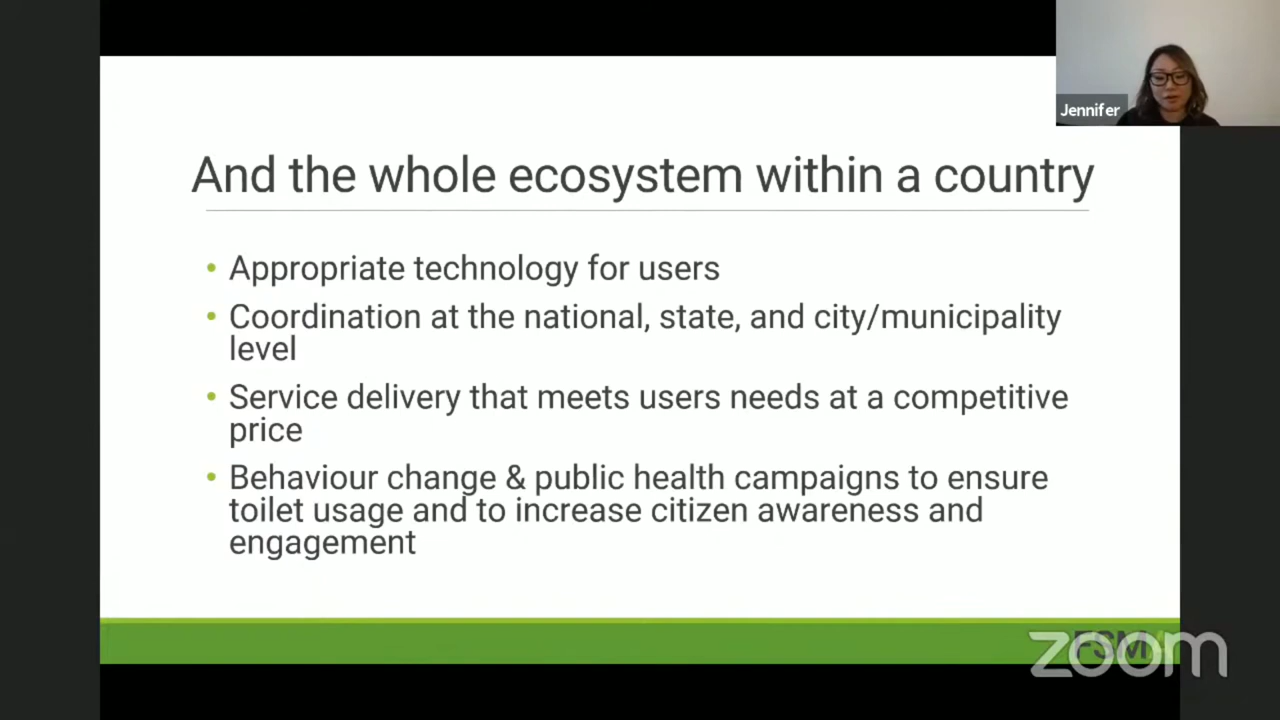 Jennifer
And the whole ecosystem within a country
• Appropriate technology for users
• Coordination at the national, state, and city/municipality
level
• Service delivery that meets users needs at a competitive
price
• Behaviour change & public health campaigns to ensure
toilet usage and to increase citizen awareness and
engagement
zoom